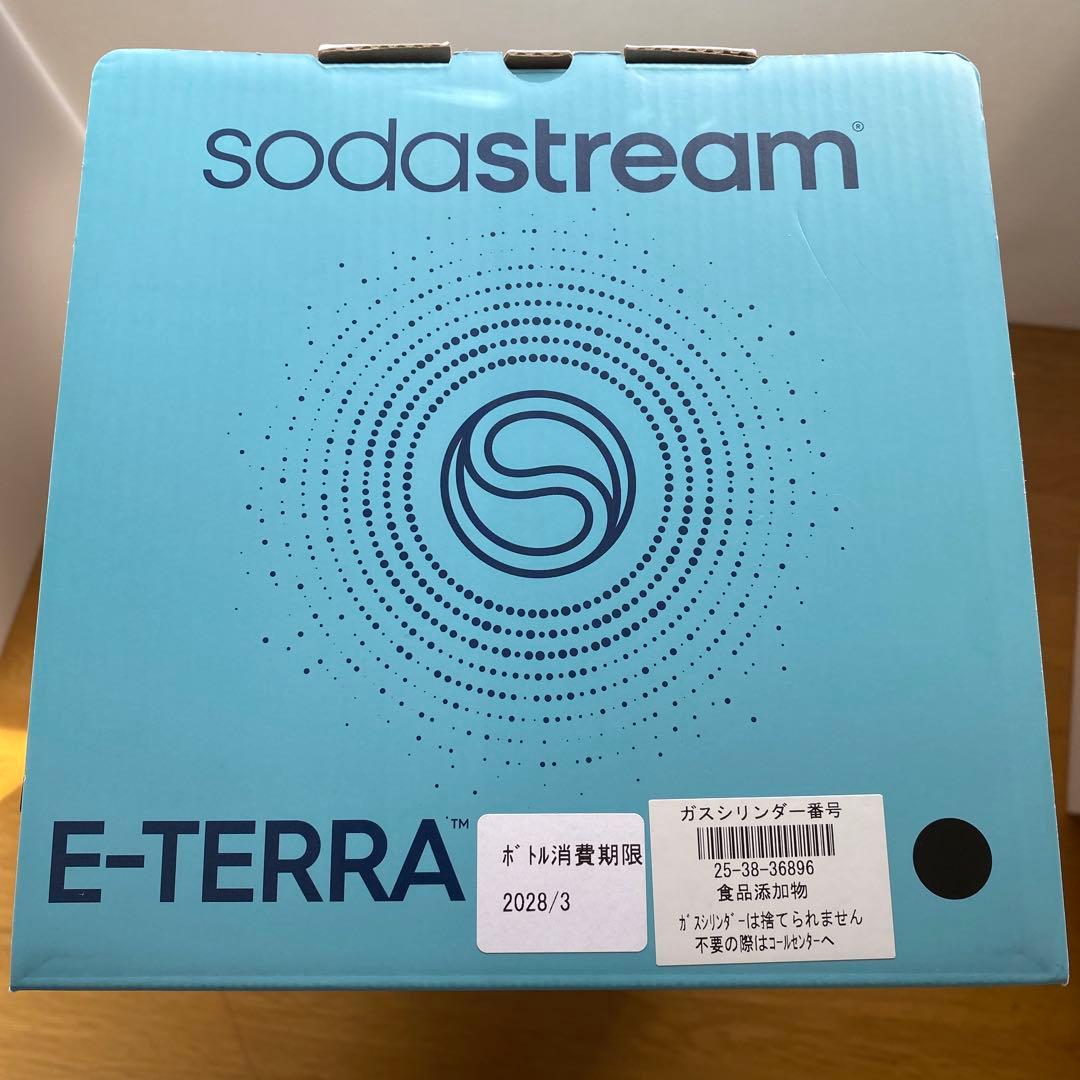 sodastream®
E-TERRA™
ﾎﾞﾄﾙ消費期限
2028/3
ガスシリンダー番号
25-38-36896
食品添加物
ｶﾞｽｼﾘﾝﾀﾞｰは捨てられません
不要の際はｺｰﾙｾﾝﾀｰへ